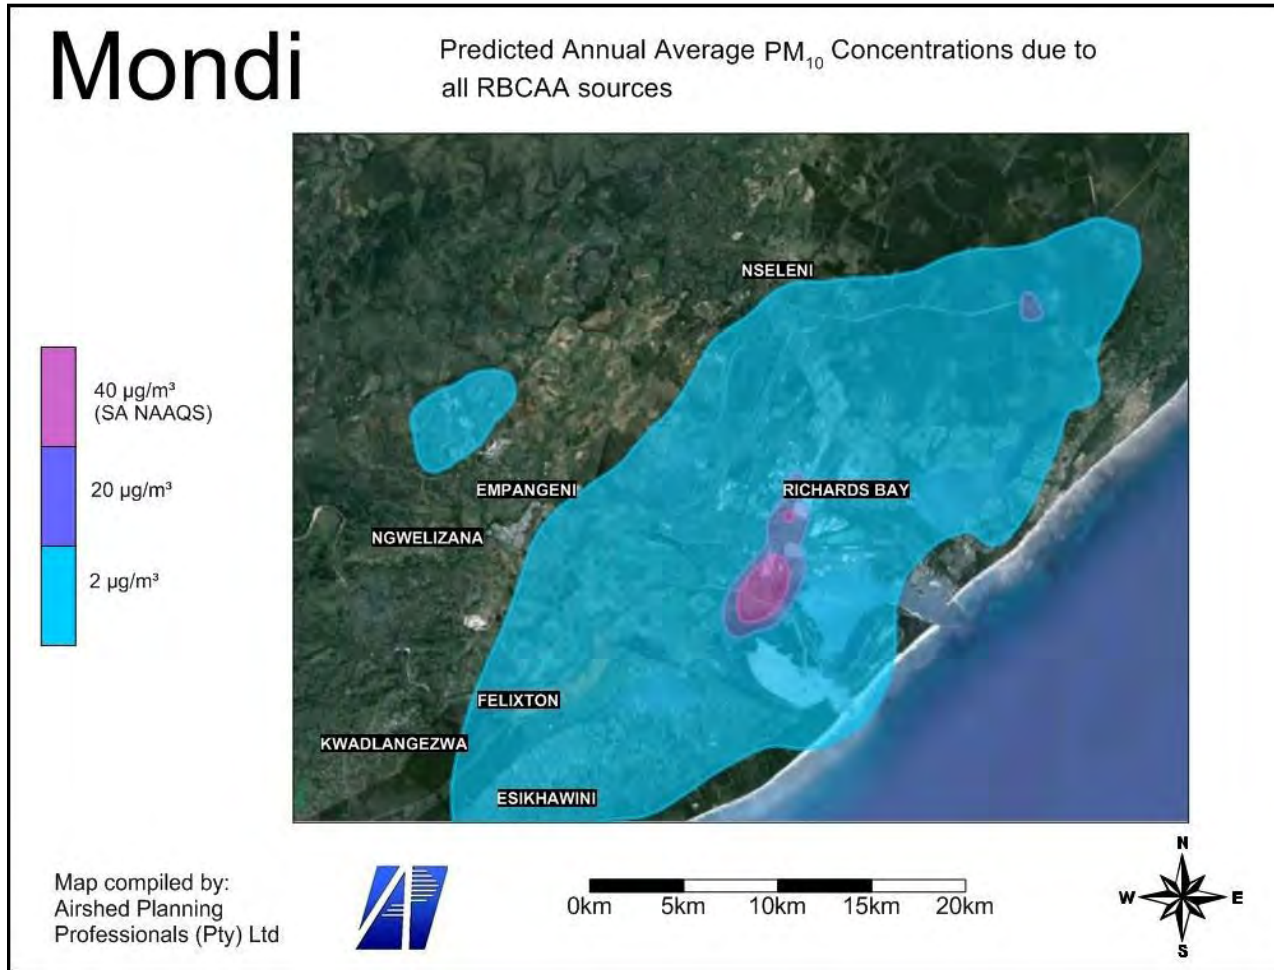 Mondi
Predicted Annual Average PM₁₀ Concentrations due to
all RBCAA sources
NSELENI
40 µg/m³
(SA NAAQS)
20 µg/m³
2 µg/m³
EMPANGENI
RICHARDS BAY
NGWELIZANA
FELIXTON
KWADLANGEZWA
ESIKHAWINI
Map compiled by:
Airshed Planning
Professionals (Pty) Ltd
0km 5km 10km 15km 20km
N
W E
S